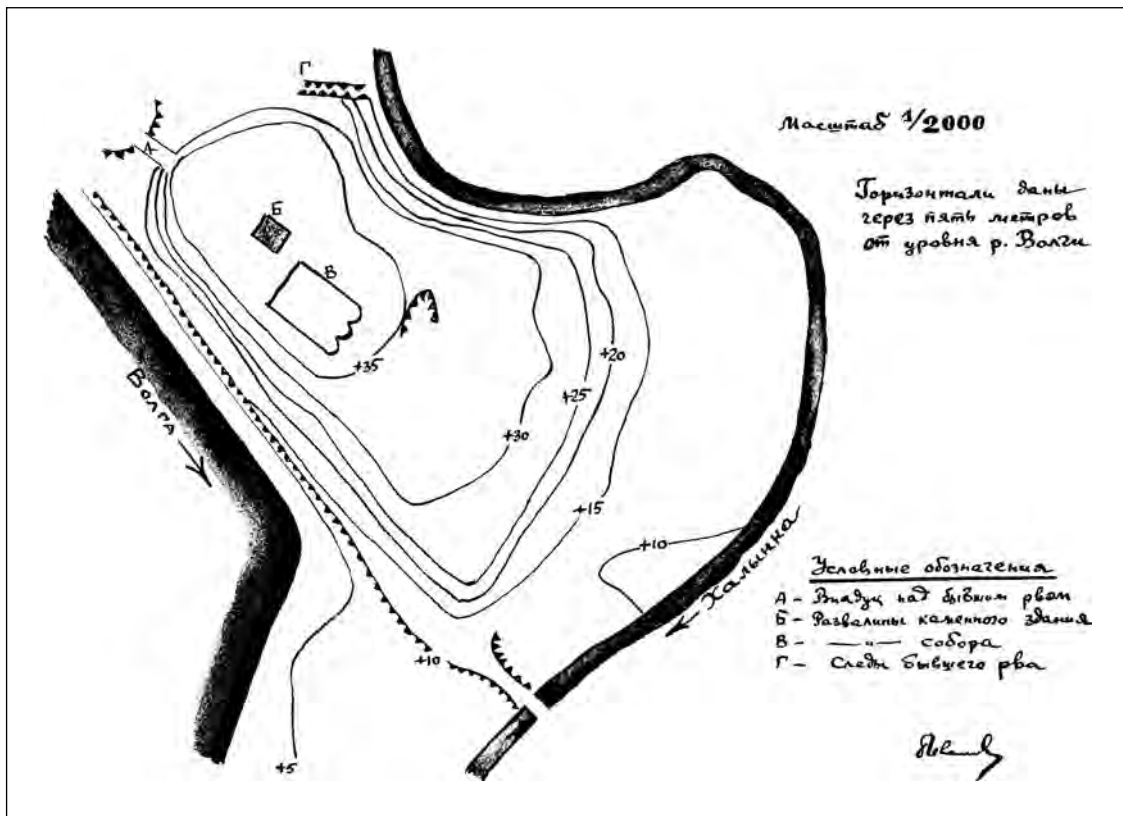 Г
А
Б
В
Масштаб 1/2000
Горизонтали даны
через пять метров
от уровня р. Волги
+35
+30
+25
+20
+15
+10
+10
+5
Волга
Халынка
Условные обозначения
А – Виадук над бывшим рвом
Б – Развалины каменного здания
В – —〃— собора
Г – Следы бывшего рва